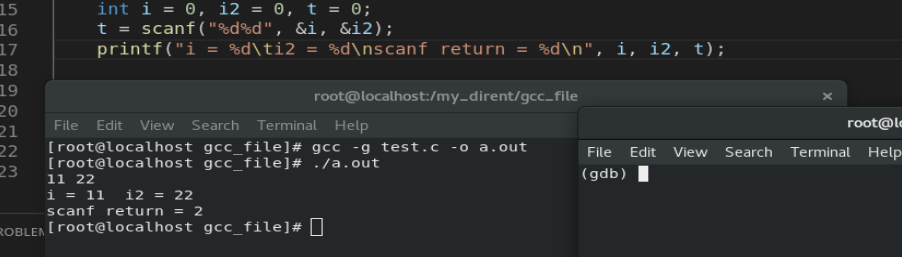 15 int i = 0, i2 = 0, t = 0;
16 t = scanf("%d%d", &i, &i2);
17 printf("i = %d\ti2 = %d\nscanf return = %d\n", i, i2, t);
18
19
20
21
22
23
root@localhost:/my_dirent/gcc_file ×
File Edit View Search Terminal Help
[root@localhost gcc_file]# gcc -g test.c -o a.out
[root@localhost gcc_file]# ./a.out
11 22
i = 11  i2 = 22
scanf return = 2
[root@localhost gcc_file]#
ROBLEM
root@lo
File Edit View Search Terminal Help
(gdb)